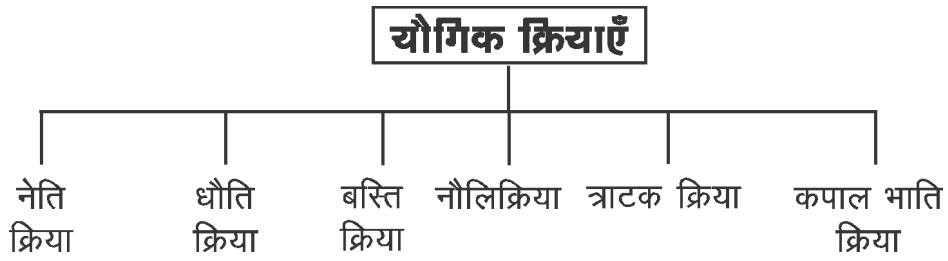 यौगिक क्रियाएँ
नेति
क्रिया
धौति
क्रिया
बस्ति
क्रिया
नौलिक्रिया
त्राटक क्रिया
कपाल भाति
क्रिया